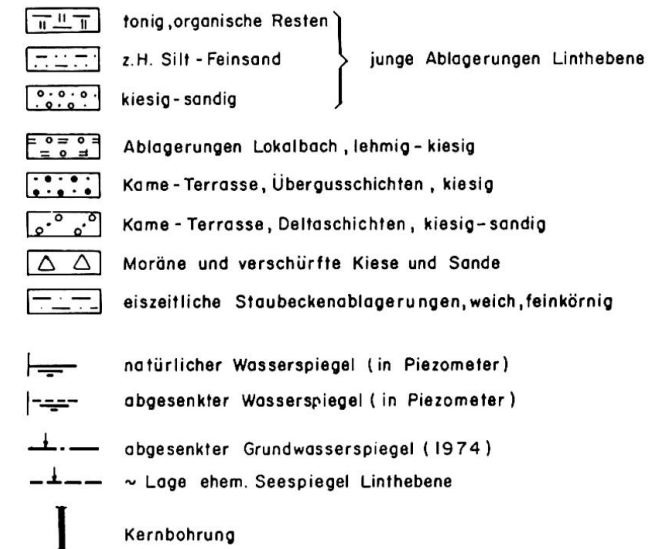 tonig, organische Resten
z.H. Silt - Feinsand
junge Ablagerungen Linthebene
kiesig-sandig
Ablagerungen Lokalbach, lehmig - kiesig
Kame - Terrasse, Übergusschichten, kiesig
Kame - Terrasse, Deltaschichten, kiesig-sandig
Moräne und verschürfte Kiese und Sande
eiszeitliche Staubeckenablagerungen, weich, feinkörnig
natürlicher Wasserspiegel (in Piezometer)
abgesenkter Wasserspiegel (in Piezometer)
abgesenkter Grundwasserspiegel (1974)
~ Lage ehem. Seespiegel Linthebene
Kernbohrung